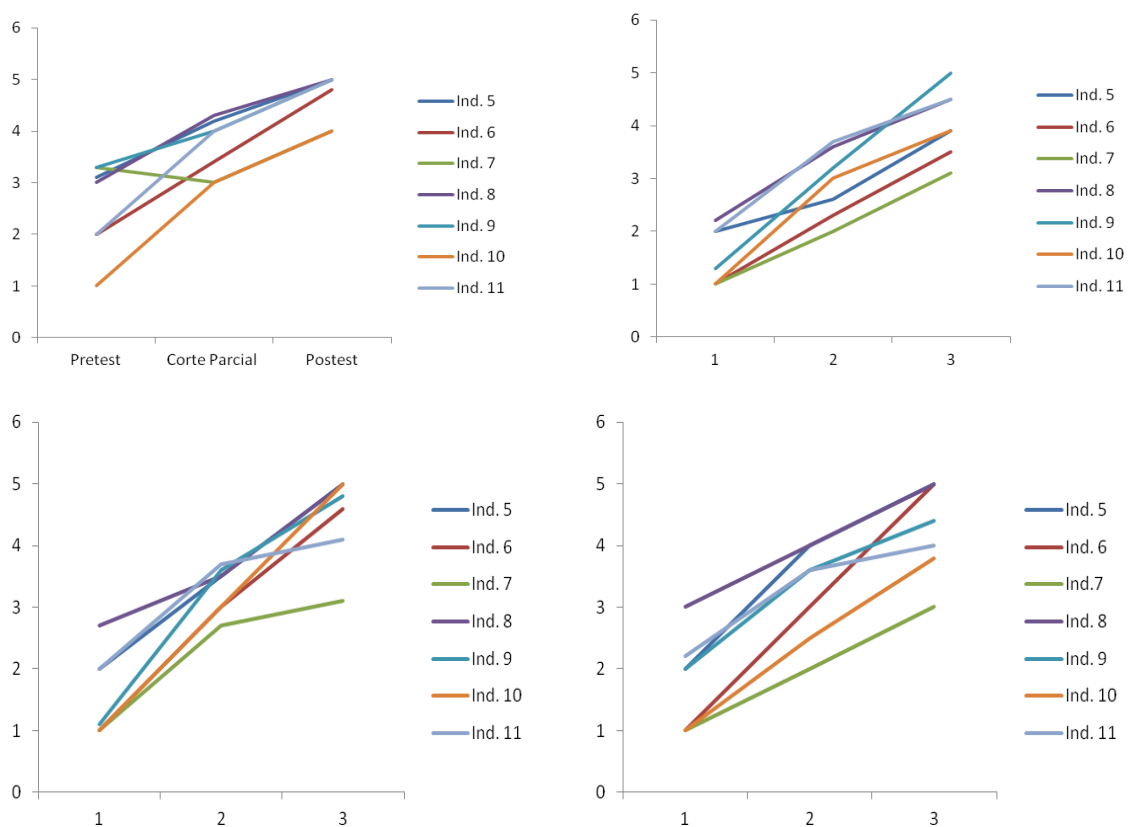 6
5
4
3
2
1
0
Pretest Corte Parcial Postest
Ind. 5
Ind. 6
Ind. 7
Ind. 8
Ind. 9
Ind. 10
Ind. 11
6
5
4
3
2
1
0
1 2 3
Ind. 5
Ind. 6
Ind. 7
Ind. 8
Ind. 9
Ind. 10
Ind. 11
6
5
4
3
2
1
0
1 2 3
Ind. 5
Ind. 6
Ind. 7
Ind. 8
Ind. 9
Ind. 10
Ind. 11
6
5
4
3
2
1
0
1 2 3
Ind. 5
Ind. 6
Ind. 7
Ind. 8
Ind. 9
Ind. 10
Ind. 11